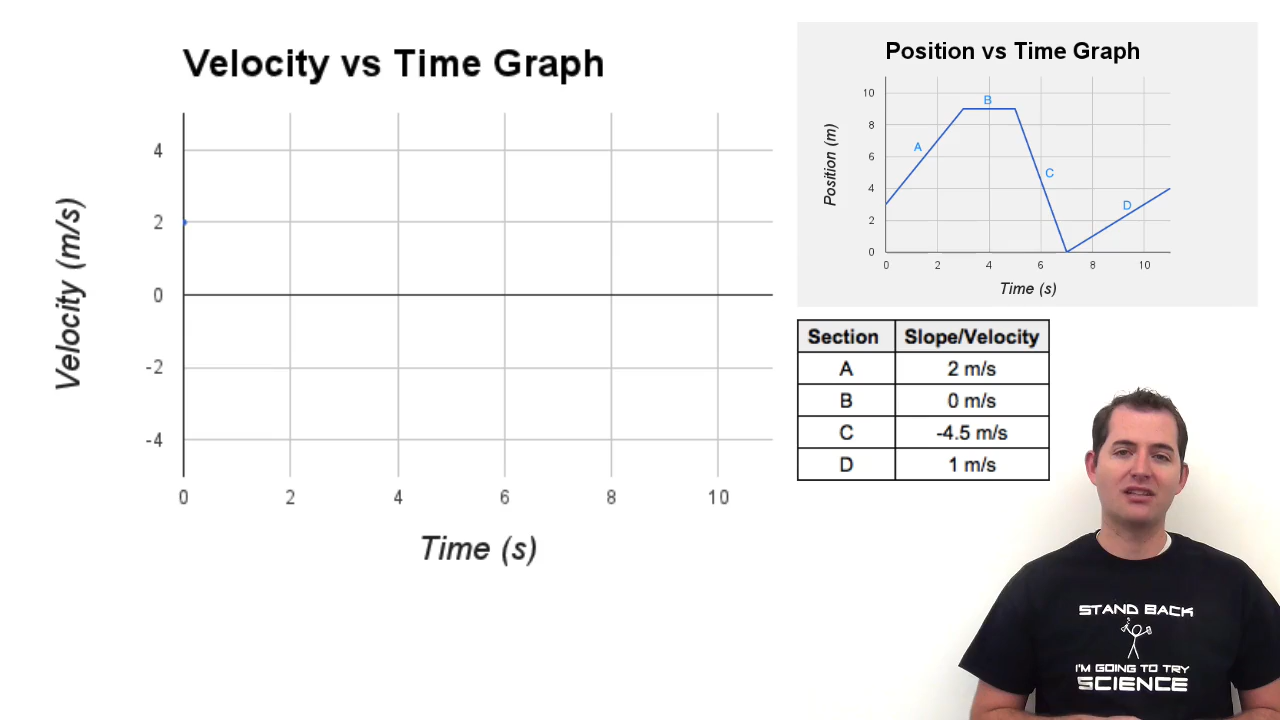 Velocity vs Time Graph
Velocity (m/s)
4
2
0
-2
-4
0 2 4 6 8 10
Time (s)
Position vs Time Graph
Position (m)
10
8
6
4
2
0
A
B
C
D
0 2 4 6 8 10
Time (s)
Section Slope/Velocity
A 2 m/s
B 0 m/s
C -4.5 m/s
D 1 m/s
STAND BACK
I'M GOING TO TRY
SCIENCE